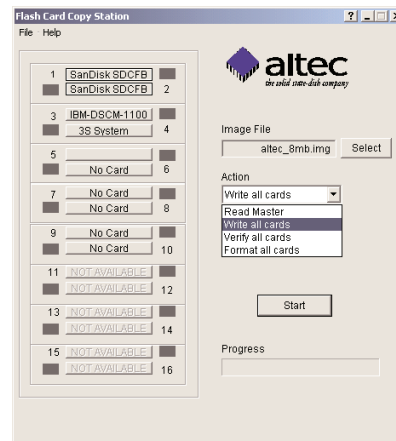 Flash Card Copy Station
File Help
altec
the solid state-disk company
1 SanDisk SDCFB
SanDisk SDCFB 2
3 IBM-DSCM-1100
3S System 4
5
No Card 6
7 No Card
No Card 8
9 No Card
No Card 10
11 NOT AVAILABLE
NOT AVAILABLE 12
13 NOT AVAILABLE
NOT AVAILABLE 14
15 NOT AVAILABLE
NOT AVAILABLE 16
Image File
altec_8mb.img Select
Action
Write all cards
Read Master
Write all cards
Verify all cards
Format all cards
Start
Progress